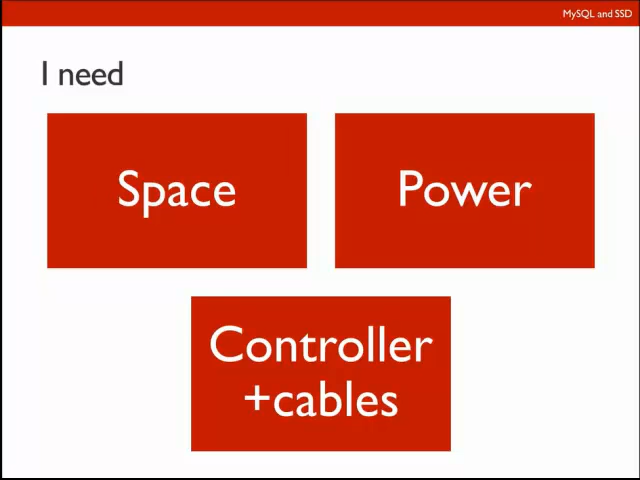 MySQL and SSD
I need
Space
Power
Controller
+cables